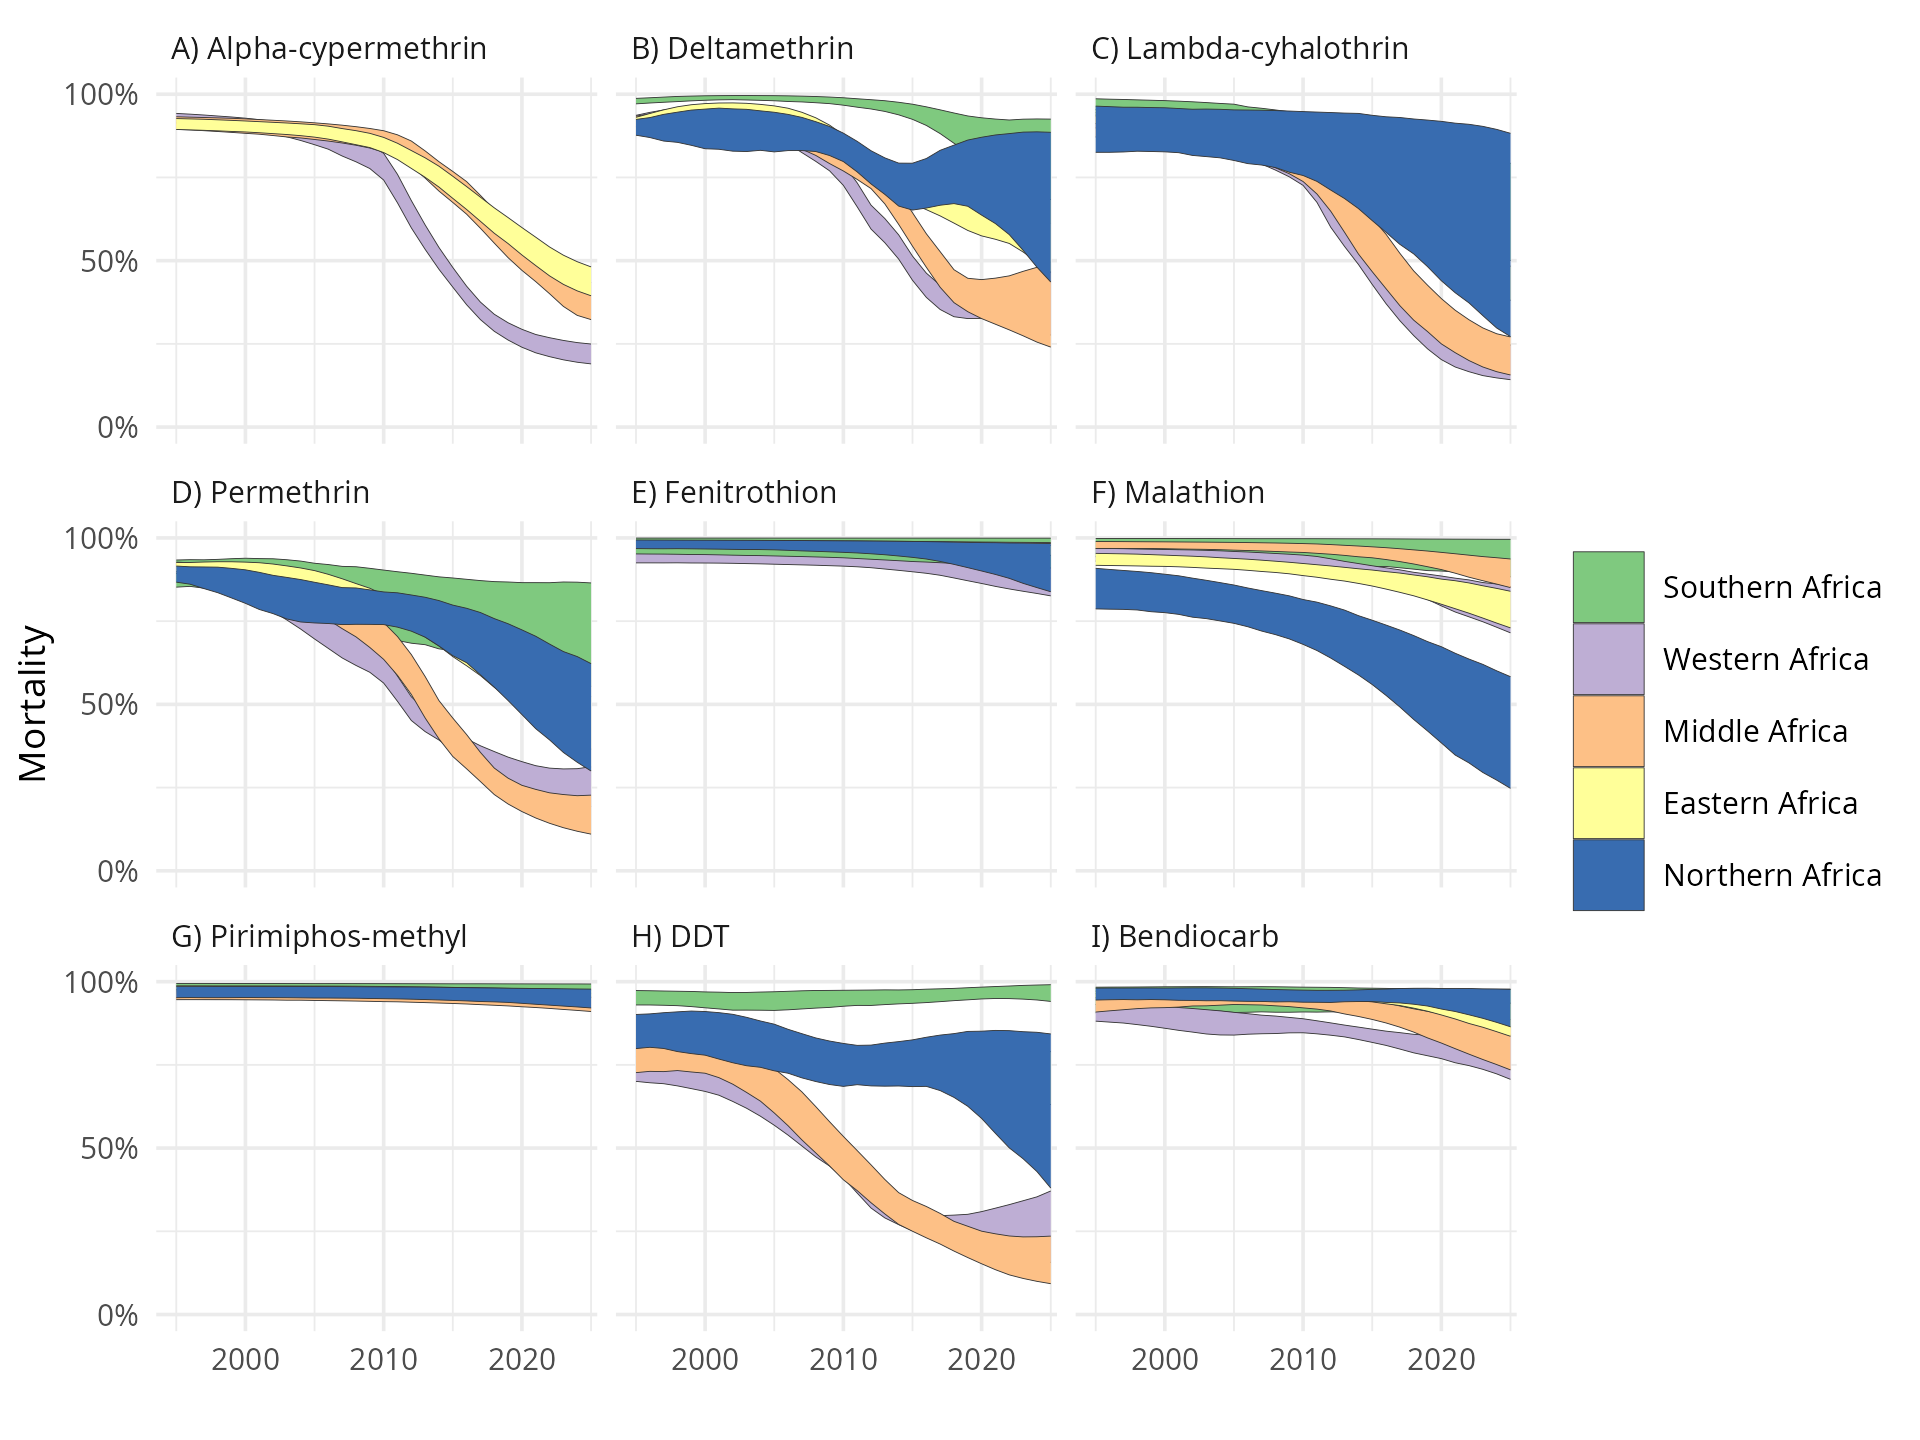 A) Alpha-cypermethrin
B) Deltamethrin
C) Lambda-cyhalothrin
100%
50%
0%
D) Permethrin
E) Fenitrothion
F) Malathion
100%
50%
0%
Mortality
Southern Africa
Western Africa
Middle Africa
Eastern Africa
Northern Africa
G) Pirimiphos-methyl
H) DDT
I) Bendiocarb
100%
50%
0%
2000 2010 2020
2000 2010 2020
2000 2010 2020